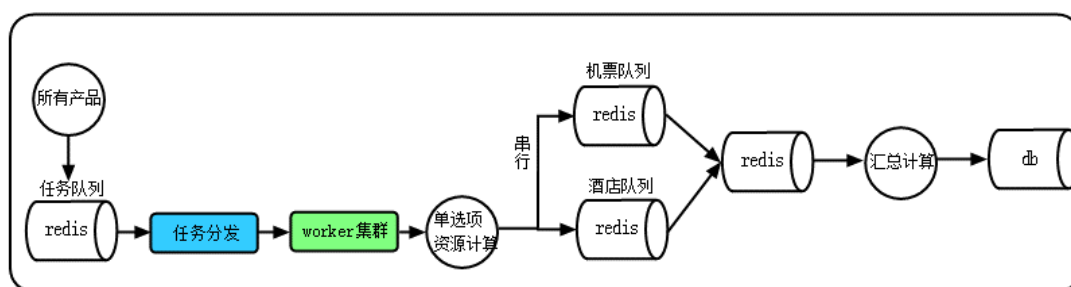 所有产品
任务队列
redis
任务分发
worker集群
单选项
资源计算
串
行
机票队列
redis
酒店队列
redis
redis
汇总计算
db